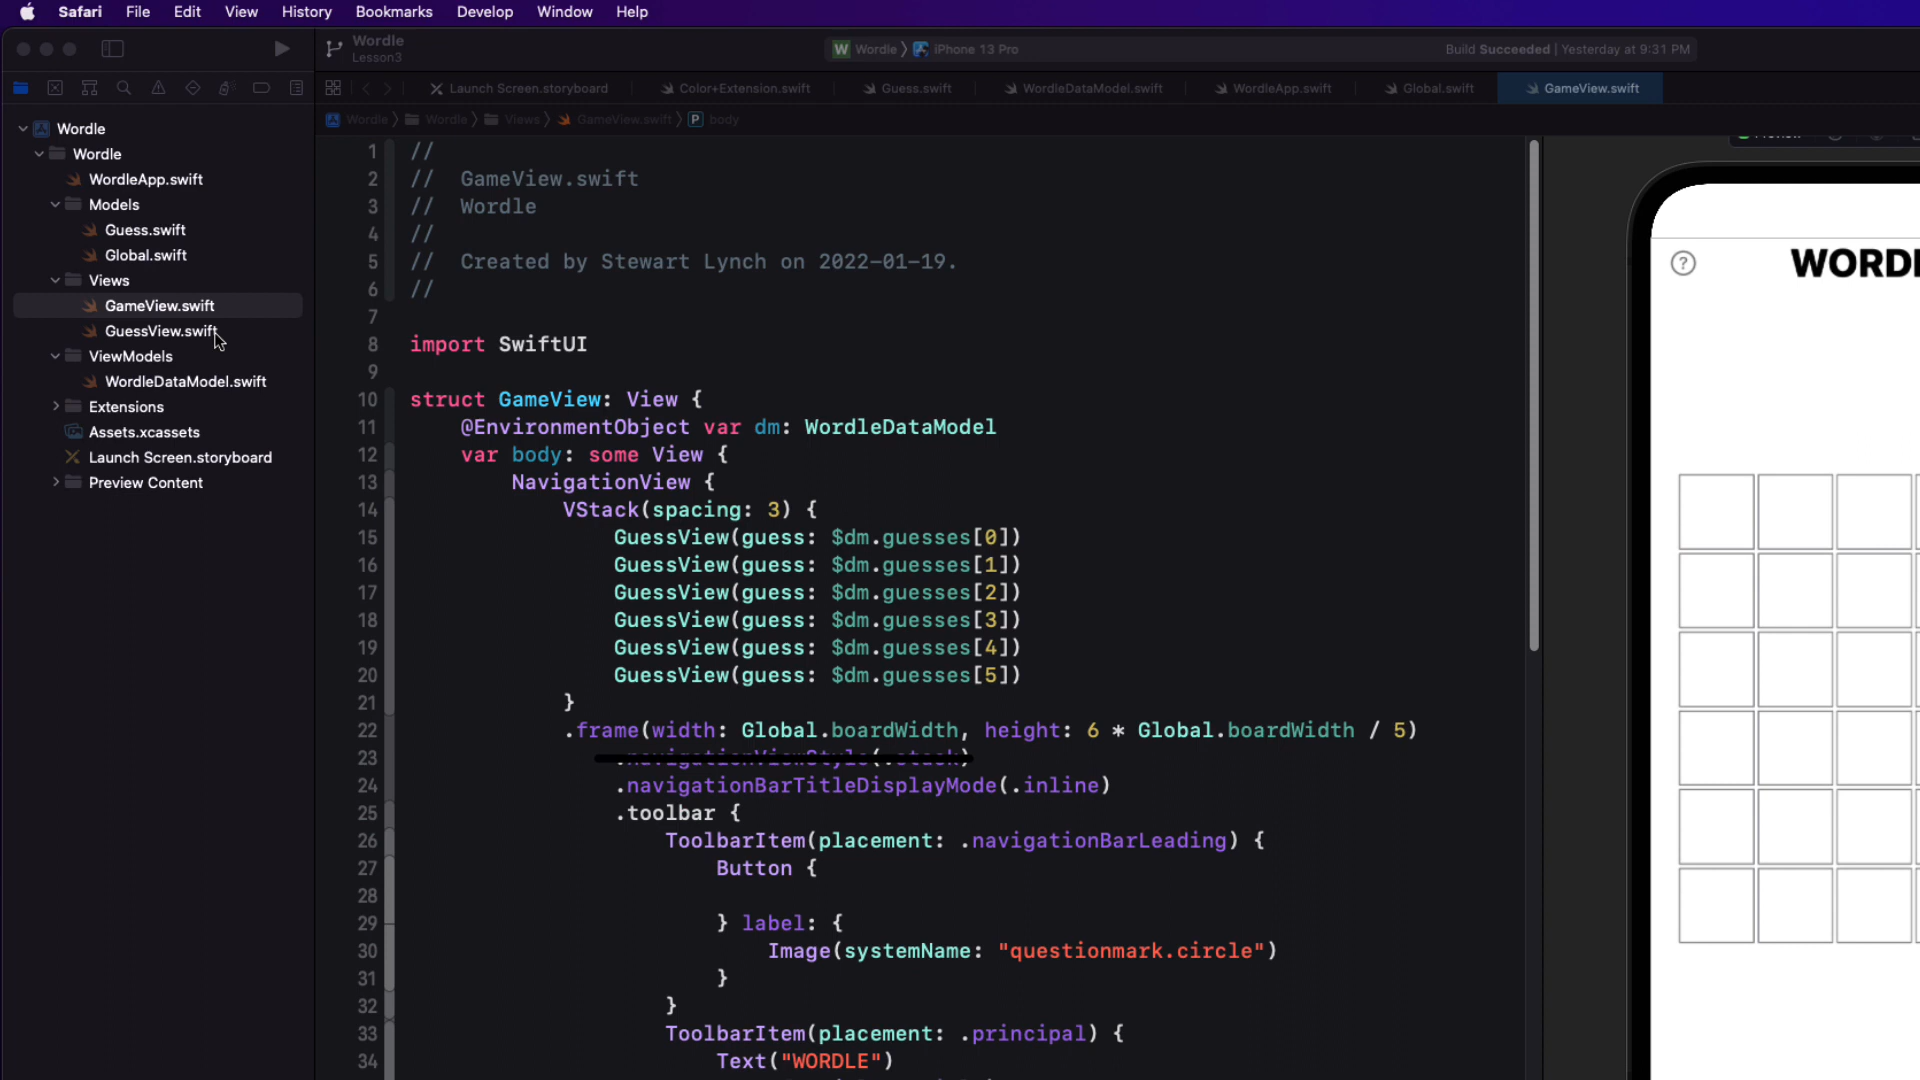 Safari File Edit View History Bookmarks Develop Window Help
Wordle
Lesson3
W Wordle 〉 iPhone 13 Pro
Build Succeeded | Yesterday at 9:31 PM
Launch Screen.storyboard Color+Extension.swift Guess.swift WordleDataModel.swift WordleApp.swift Global.swift GameView.swift
Wordle 〉 Wordle 〉 Views 〉 GameView.swift 〉 P body
Wordle
Wordle
WordleApp.swift
Models
Guess.swift
Global.swift
Views
GameView.swift
GuessView.swift
ViewModels
WordleDataModel.swift
Extensions
Assets.xcassets
Launch Screen.storyboard
Preview Content
1 //
2 // GameView.swift
3 // Wordle
4 //
5 // Created by Stewart Lynch on 2022-01-19.
6 //
7
8 import SwiftUI
9
10 struct GameView: View {
11 @EnvironmentObject var dm: WordleDataModel
12 var body: some View {
13 NavigationView {
14 VStack(spacing: 3) {
15 GuessView(guess: $dm.guesses[0])
16 GuessView(guess: $dm.guesses[1])
17 GuessView(guess: $dm.guesses[2])
18 GuessView(guess: $dm.guesses[3])
19 GuessView(guess: $dm.guesses[4])
20 GuessView(guess: $dm.guesses[5])
21 }
22 .frame(width: Global.boardWidth, height: 6 * Global.boardWidth / 5)
23 .navigationViewStyle(.stack)
24 .navigationBarTitleDisplayMode(.inline)
25 .toolbar {
26 ToolbarItem(placement: .navigationBarLeading) {
27 Button {
28
29 } label: {
30 Image(systemName: "questionmark.circle")
31 }
32 }
33 ToolbarItem(placement: .principal) {
34 Text("WORDLE")
?